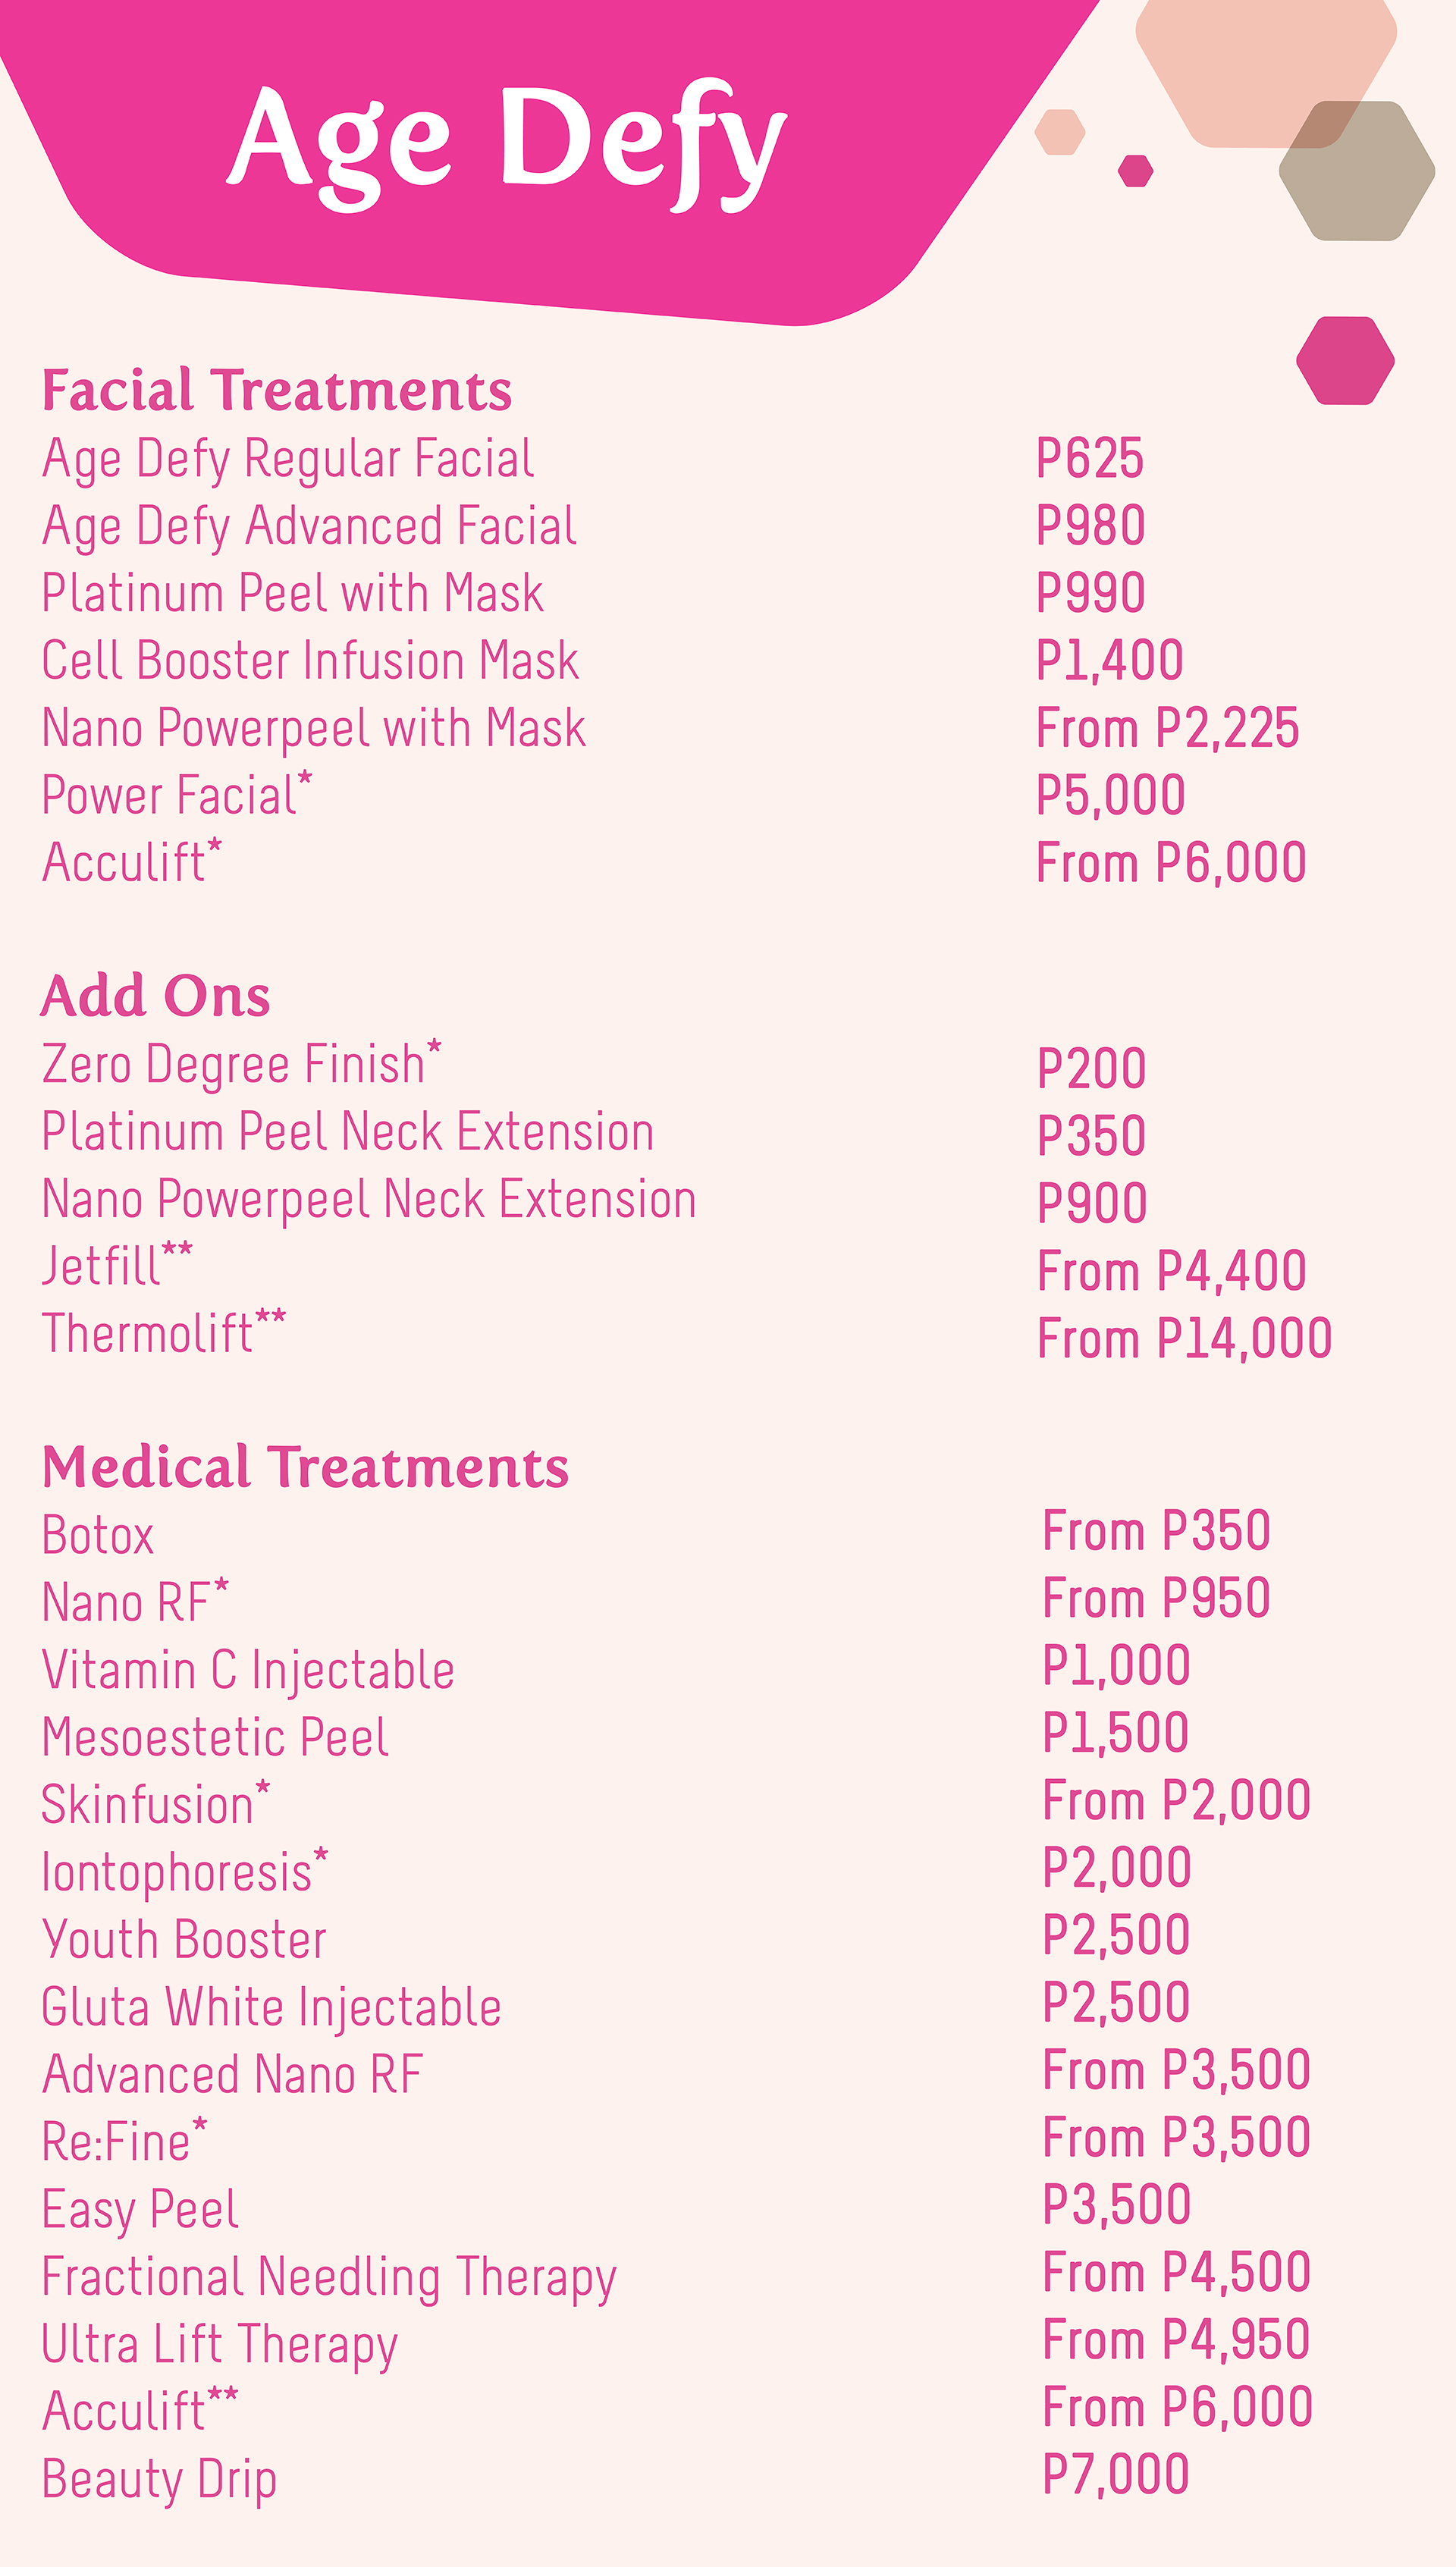 Age Defy
Facial Treatments
Age Defy Regular Facial P625
Age Defy Advanced Facial P980
Platinum Peel with Mask P990
Cell Booster Infusion Mask P1,400
Nano Powerpeel with Mask From P2,225
Power Facial* P5,000
Acculift* From P6,000
Add Ons
Zero Degree Finish* P200
Platinum Peel Neck Extension P350
Nano Powerpeel Neck Extension P900
Jetfill** From P4,400
Thermolift** From P14,000
Medical Treatments
Botox From P350
Nano RF* From P950
Vitamin C Injectable P1,000
Mesoestetic Peel P1,500
Skinfusion* From P2,000
Iontophoresis* P2,000
Youth Booster P2,500
Gluta White Injectable P2,500
Advanced Nano RF From P3,500
Re:Fine* From P3,500
Easy Peel P3,500
Fractional Needling Therapy From P4,500
Ultra Lift Therapy From P4,950
Acculift** From P6,000
Beauty Drip P7,000